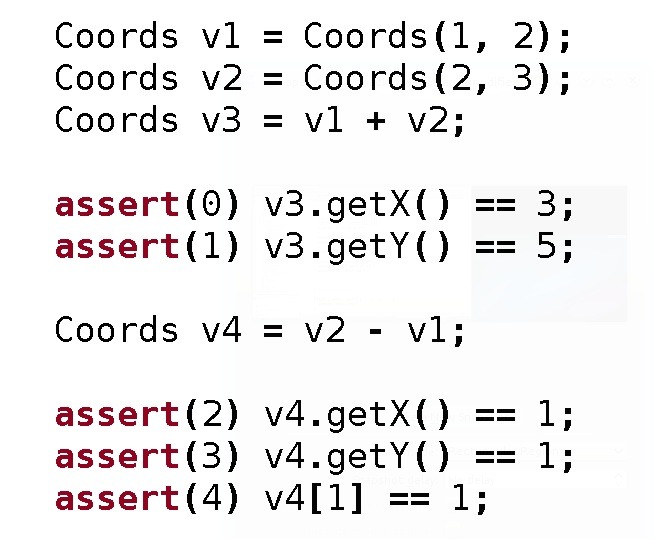 Coords v1 = Coords(1, 2);
Coords v2 = Coords(2, 3);
Coords v3 = v1 + v2;
assert(0) v3.getX() == 3;
assert(1) v3.getY() == 5;
Coords v4 = v2 - v1;
assert(2) v4.getX() == 1;
assert(3) v4.getY() == 1;
assert(4) v4[1] == 1;